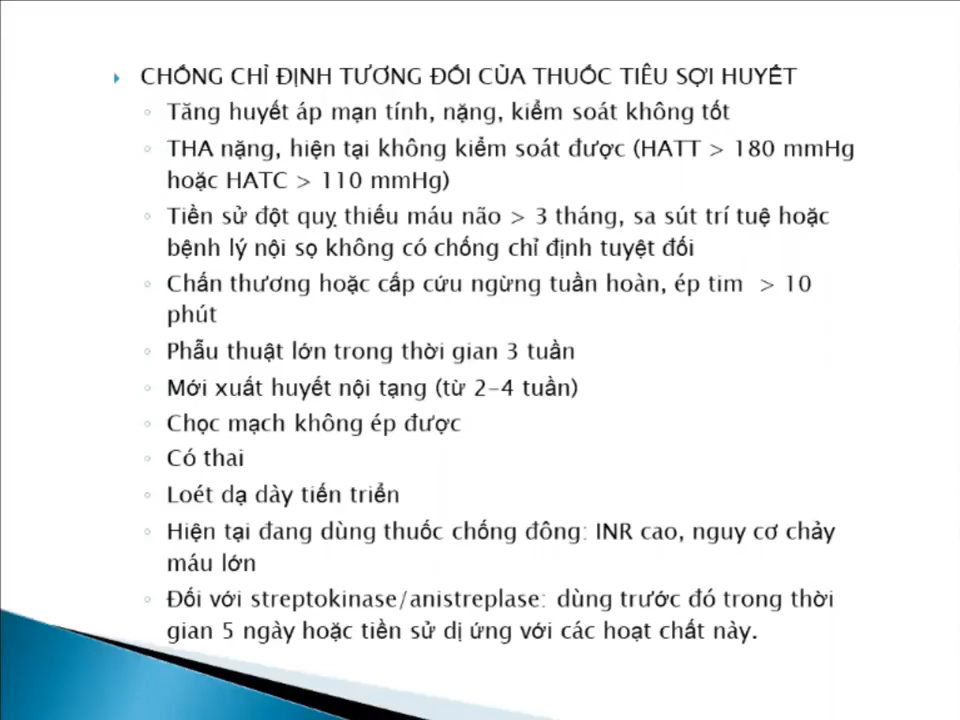 CHỐNG CHỈ ĐỊNH TƯƠNG ĐỐI CỦA THUỐC TIÊU SỢI HUYẾT
Tăng huyết áp mạn tính, nặng, kiểm soát không tốt
THA nặng, hiện tại không kiểm soát được (HATT > 180 mmHg
hoặc HATC > 110 mmHg)
Tiền sử đột quỵ thiếu máu não > 3 tháng, sa sút trí tuệ hoặc
bệnh lý nội sọ không có chống chỉ định tuyệt đối
Chấn thương hoặc cấp cứu ngừng tuần hoàn, ép tim > 10
phút
Phẫu thuật lớn trong thời gian 3 tuần
Mới xuất huyết nội tạng (từ 2-4 tuần)
Chọc mạch không ép được
Có thai
Loét dạ dày tiến triển
Hiện tại đang dùng thuốc chống đông: INR cao, nguy cơ chảy
máu lớn
Đối với streptokinase/anistreplase: dùng trước đó trong thời
gian 5 ngày hoặc tiền sử dị ứng với các hoạt chất này.